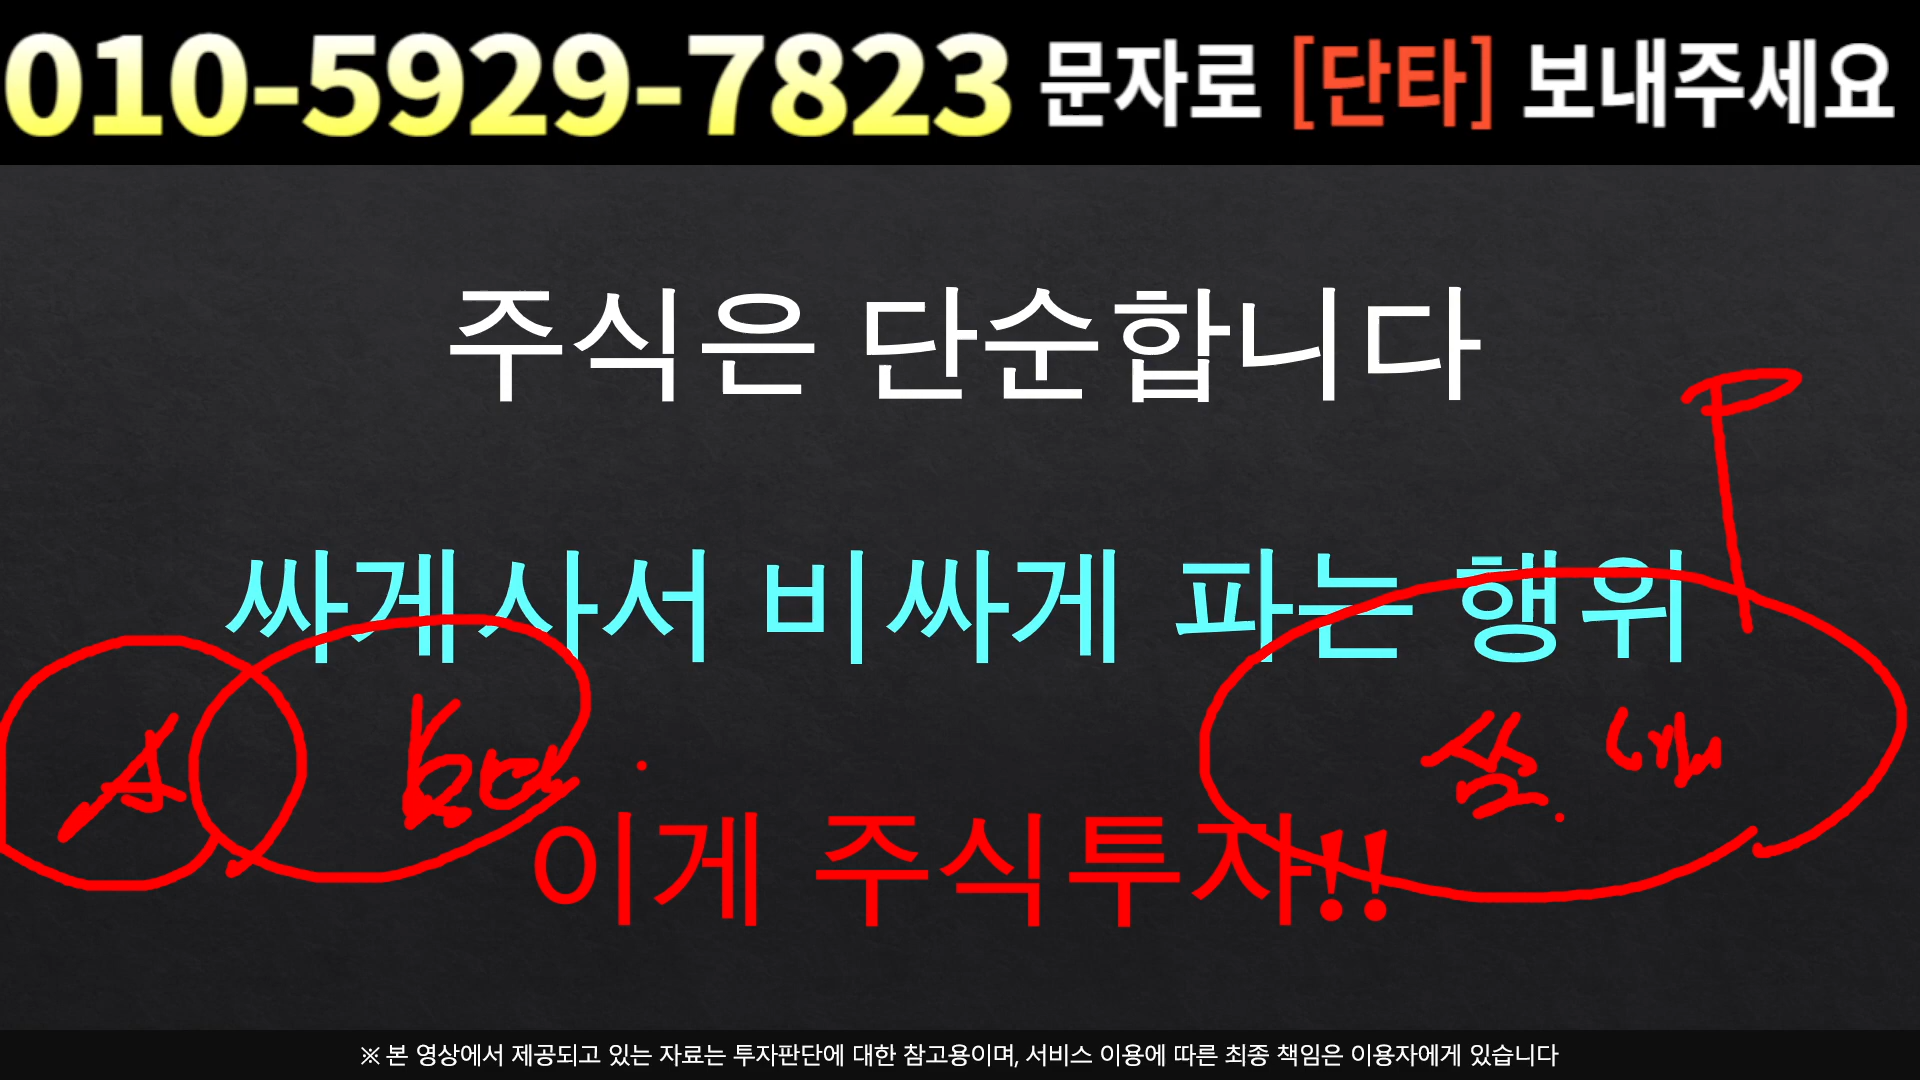 010-5929-7823 문자로 [단타] 보내주세요
주식은 단순합니다
싸게사서 비싸게 파는 행위
이게 주식투자!!
※ 본 영상에서 제공되고 있는 자료는 투자판단에 대한 참고용이며, 서비스 이용에 따른 최종 책임은 이용자에게 있습니다